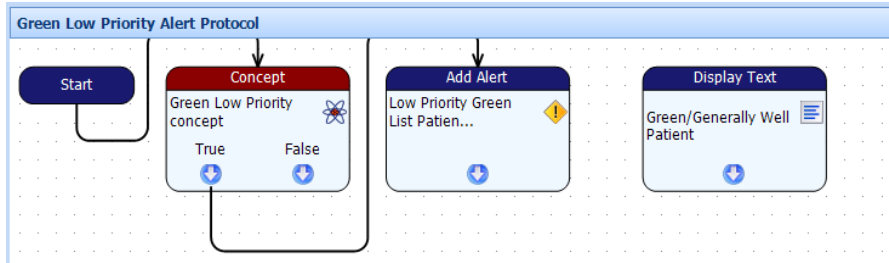 Green Low Priority Alert Protocol
Start
Concept
Green Low Priority
concept
True
False
Add Alert
Low Priority Green
List Patien...
Display Text
Green/Generally Well
Patient